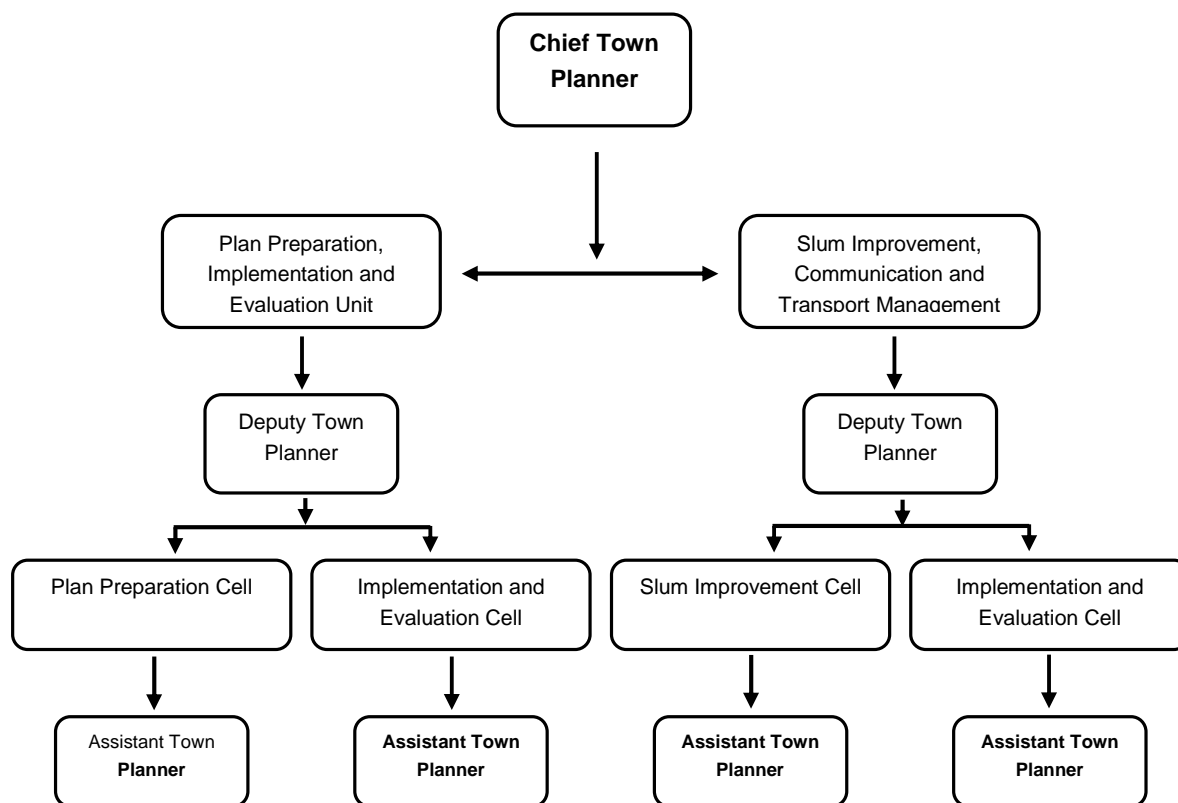 Chief Town
Planner
Plan Preparation,
Implementation and
Evaluation Unit
Slum Improvement,
Communication and
Transport Management
Deputy Town
Planner
Deputy Town
Planner
Plan Preparation Cell
Implementation and
Evaluation Cell
Slum Improvement Cell
Implementation and
Evaluation Cell
Assistant Town
Planner
Assistant Town
Planner
Assistant Town
Planner
Assistant Town
Planner